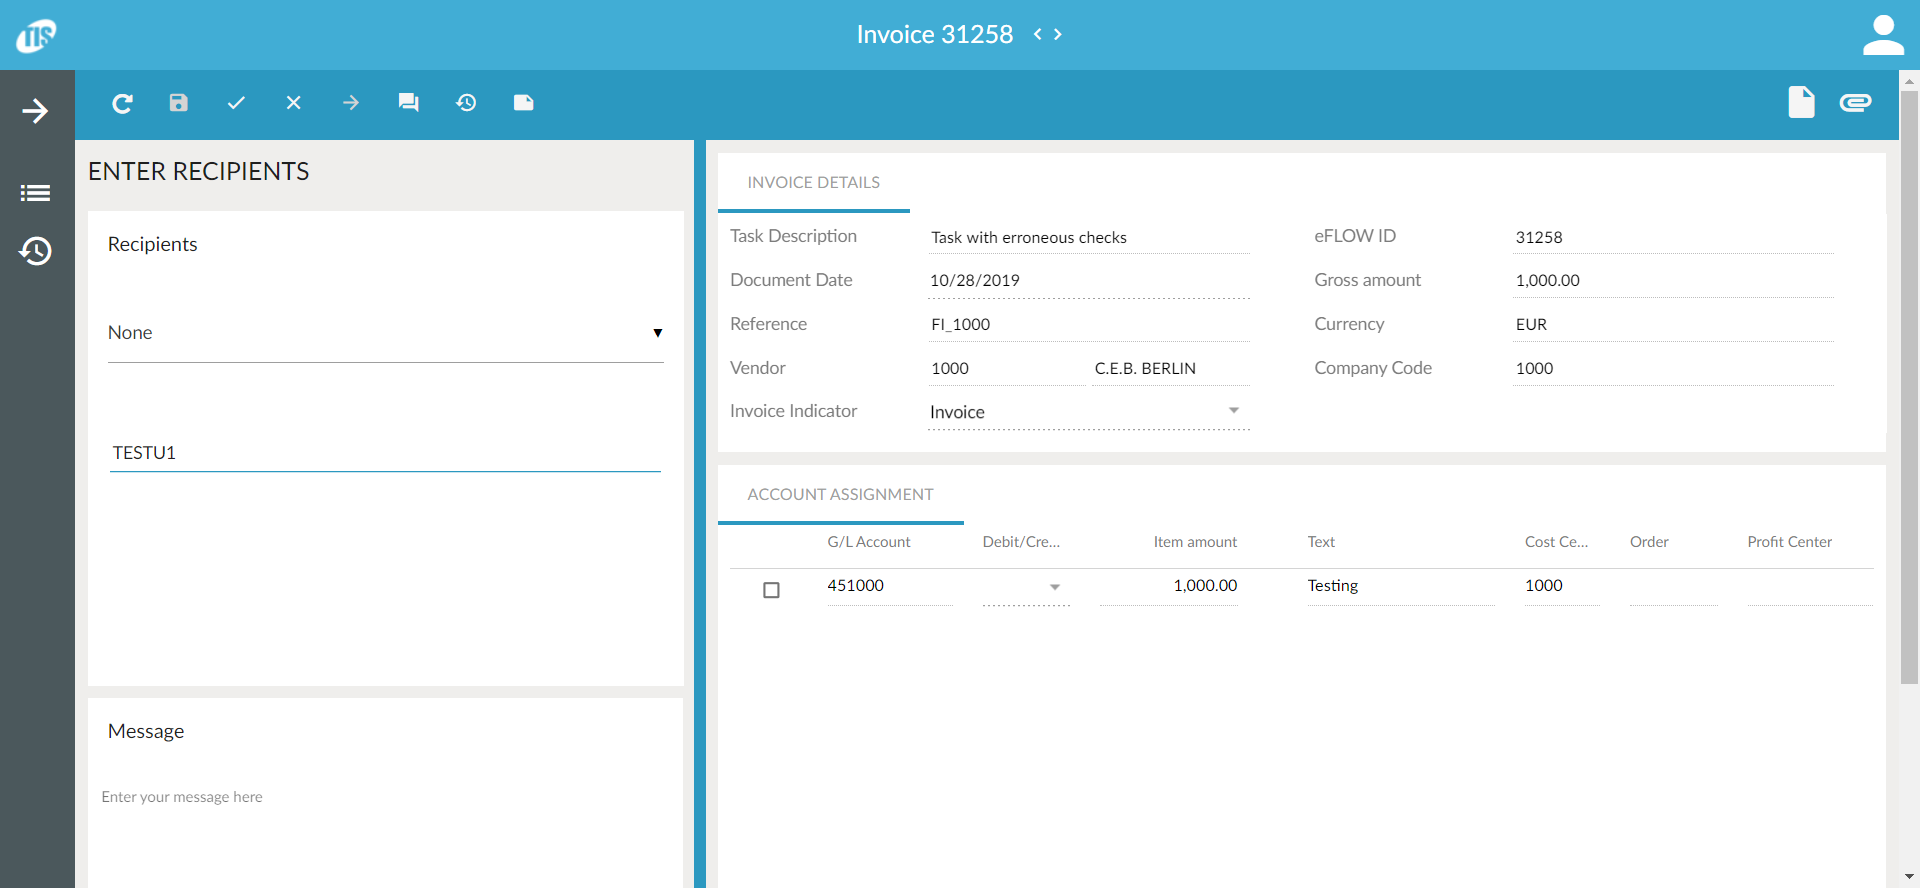 TIS
Invoice 31258 < >
ENTER RECIPIENTS
Recipients
None
TESTU1
Message
Enter your message here
INVOICE DETAILS
Task Description Task with erroneous checks eFLOW ID 31258
Document Date 10/28/2019 Gross amount 1,000.00
Reference FI_1000 Currency EUR
Vendor 1000 C.E.B. BERLIN Company Code 1000
Invoice Indicator Invoice
ACCOUNT ASSIGNMENT
G/L Account Debit/Cre... Item amount Text Cost Ce... Order Profit Center
451000 1,000.00 Testing 1000